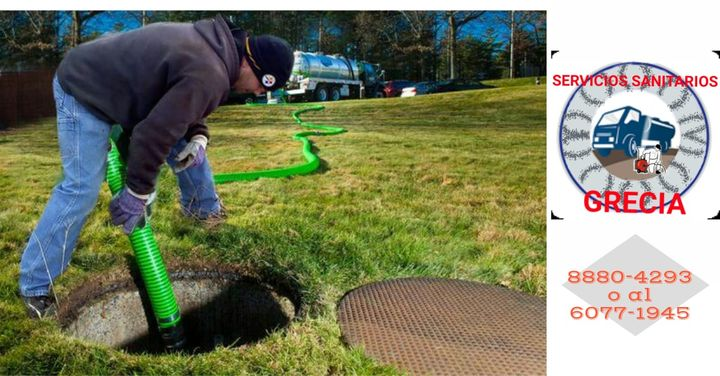 SERVICIOS SANITARIOS
GRECIA
8880-4293
o al
6077-1945